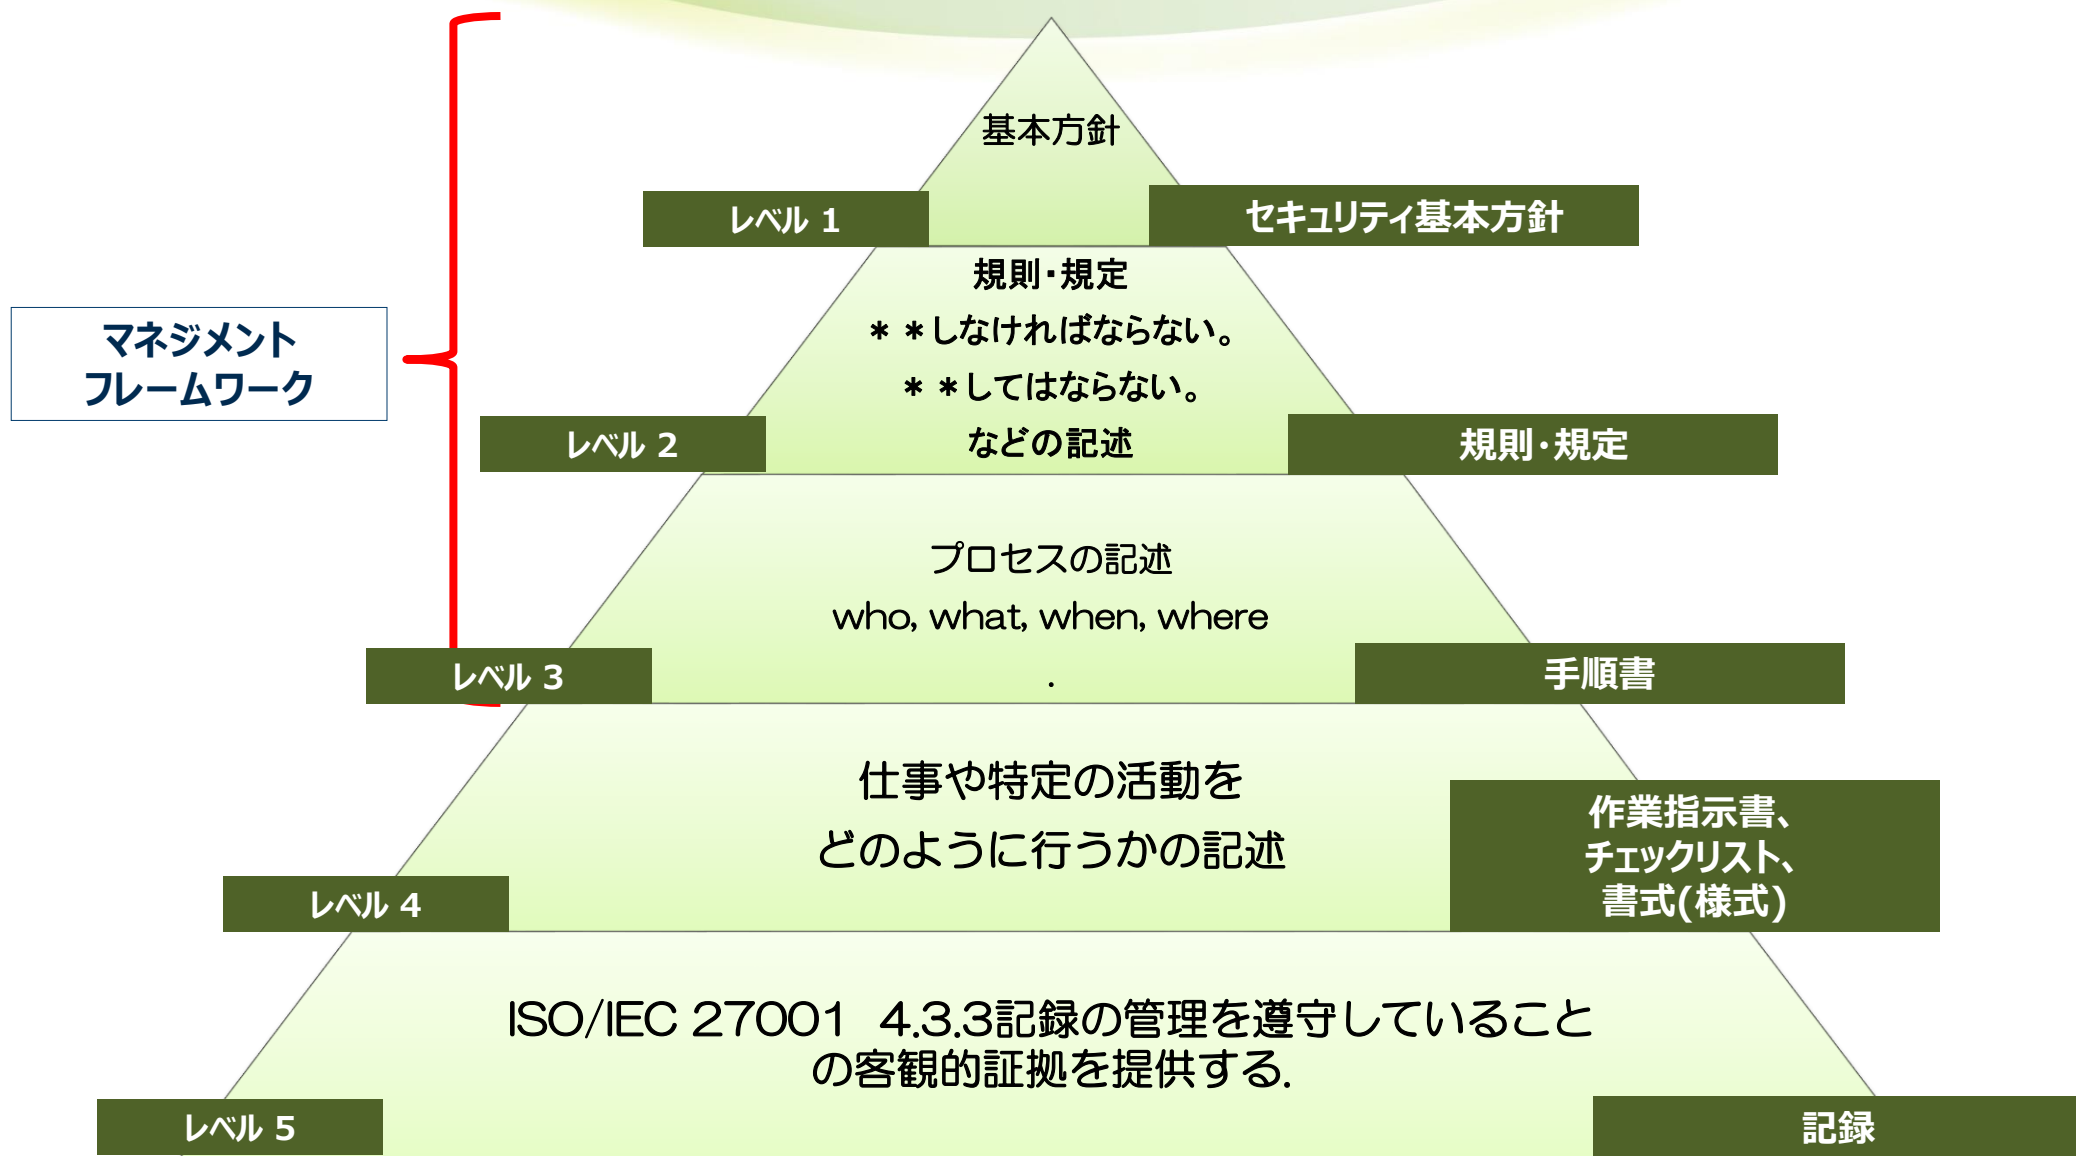 基本方針
レベル 1
セキュリティ基本方針
規則・規定
＊＊しなければならない。
＊＊してはならない。
などの記述
マネジメント
フレームワーク
レベル 2
規則・規定
プロセスの記述
who, what, when, where
.
レベル 3
手順書
仕事や特定の活動を
どのように行うかの記述
作業指示書、
チェックリスト、
書式(様式)
レベル 4
ISO/IEC 27001　4.3.3記録の管理を遵守していること
の客観的証拠を提供する.
レベル 5
記録